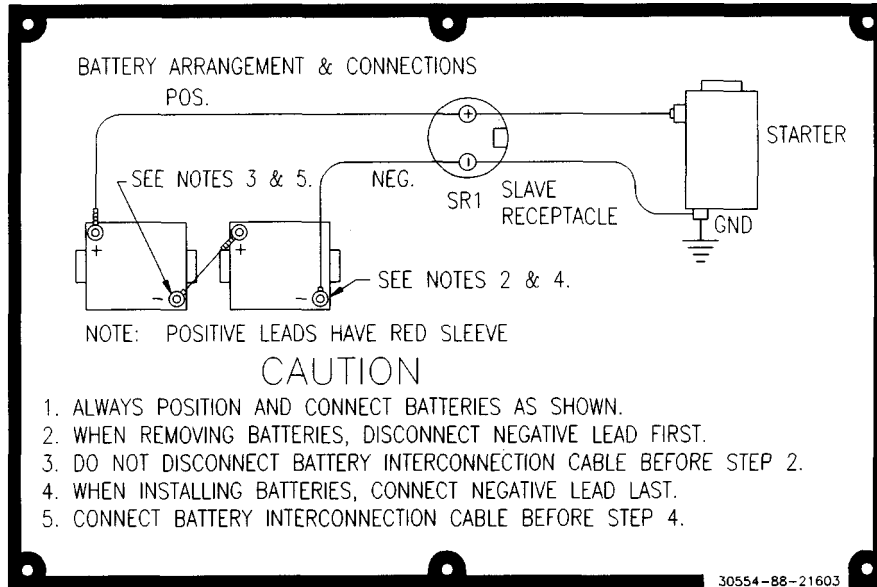 BATTERY ARRANGEMENT & CONNECTIONS
POS.
+
STARTER
SEE NOTES 3 & 5.
NEG.
−
SR1 SLAVE
RECEPTACLE
GND
+
+
−
−
SEE NOTES 2 & 4.
NOTE: POSITIVE LEADS HAVE RED SLEEVE
CAUTION
1. ALWAYS POSITION AND CONNECT BATTERIES AS SHOWN.
2. WHEN REMOVING BATTERIES, DISCONNECT NEGATIVE LEAD FIRST.
3. DO NOT DISCONNECT BATTERY INTERCONNECTION CABLE BEFORE STEP 2.
4. WHEN INSTALLING BATTERIES, CONNECT NEGATIVE LEAD LAST.
5. CONNECT BATTERY INTERCONNECTION CABLE BEFORE STEP 4.
30554-88-21603